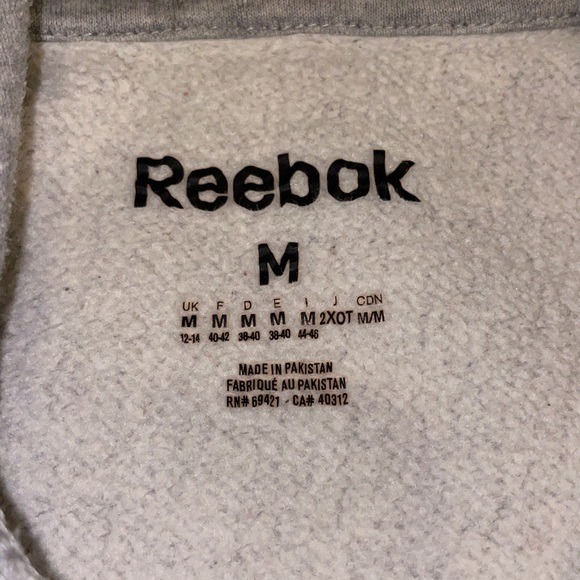 Reebok
M
UK F D E I J CDN
M M M M M 2XOT M/M
12-14 40-42 38-40 38-40 44-46
MADE IN PAKISTAN
FABRIQUÉ AU PAKISTAN
RN# 69421 - CA# 40312